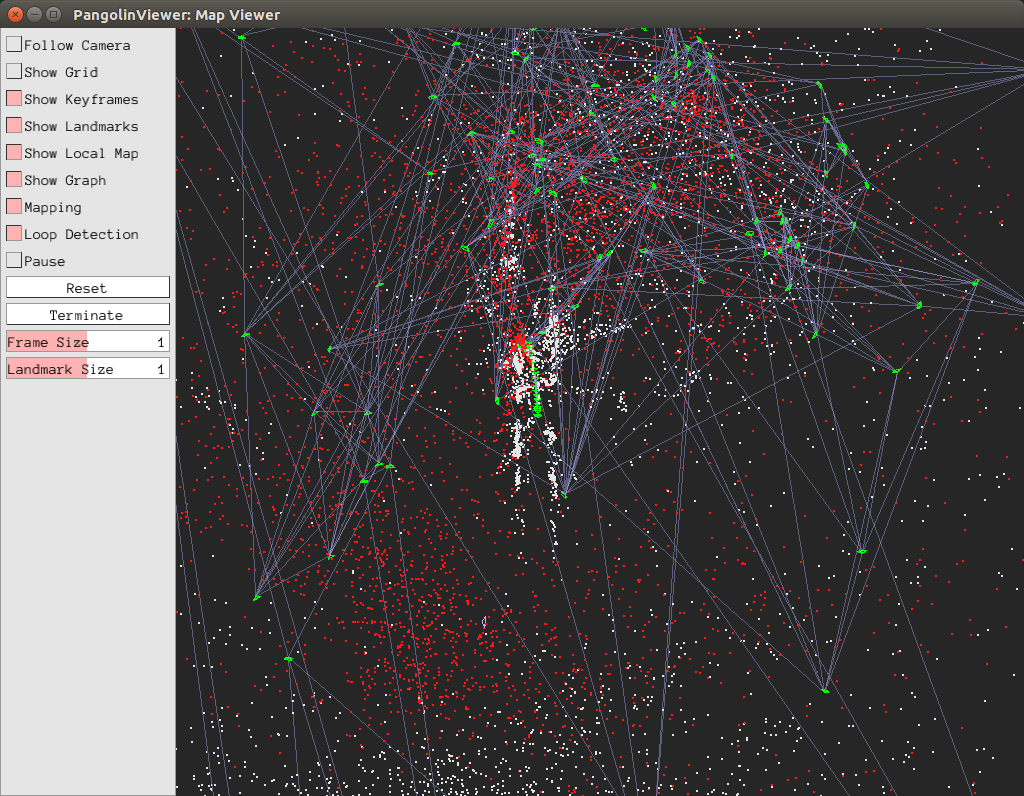 PangolinViewer: Map Viewer
Follow Camera
Show Grid
Show Keyframes
Show Landmarks
Show Local Map
Show Graph
Mapping
Loop Detection
Pause
Reset
Terminate
Frame Size 1
Landmark Size 1